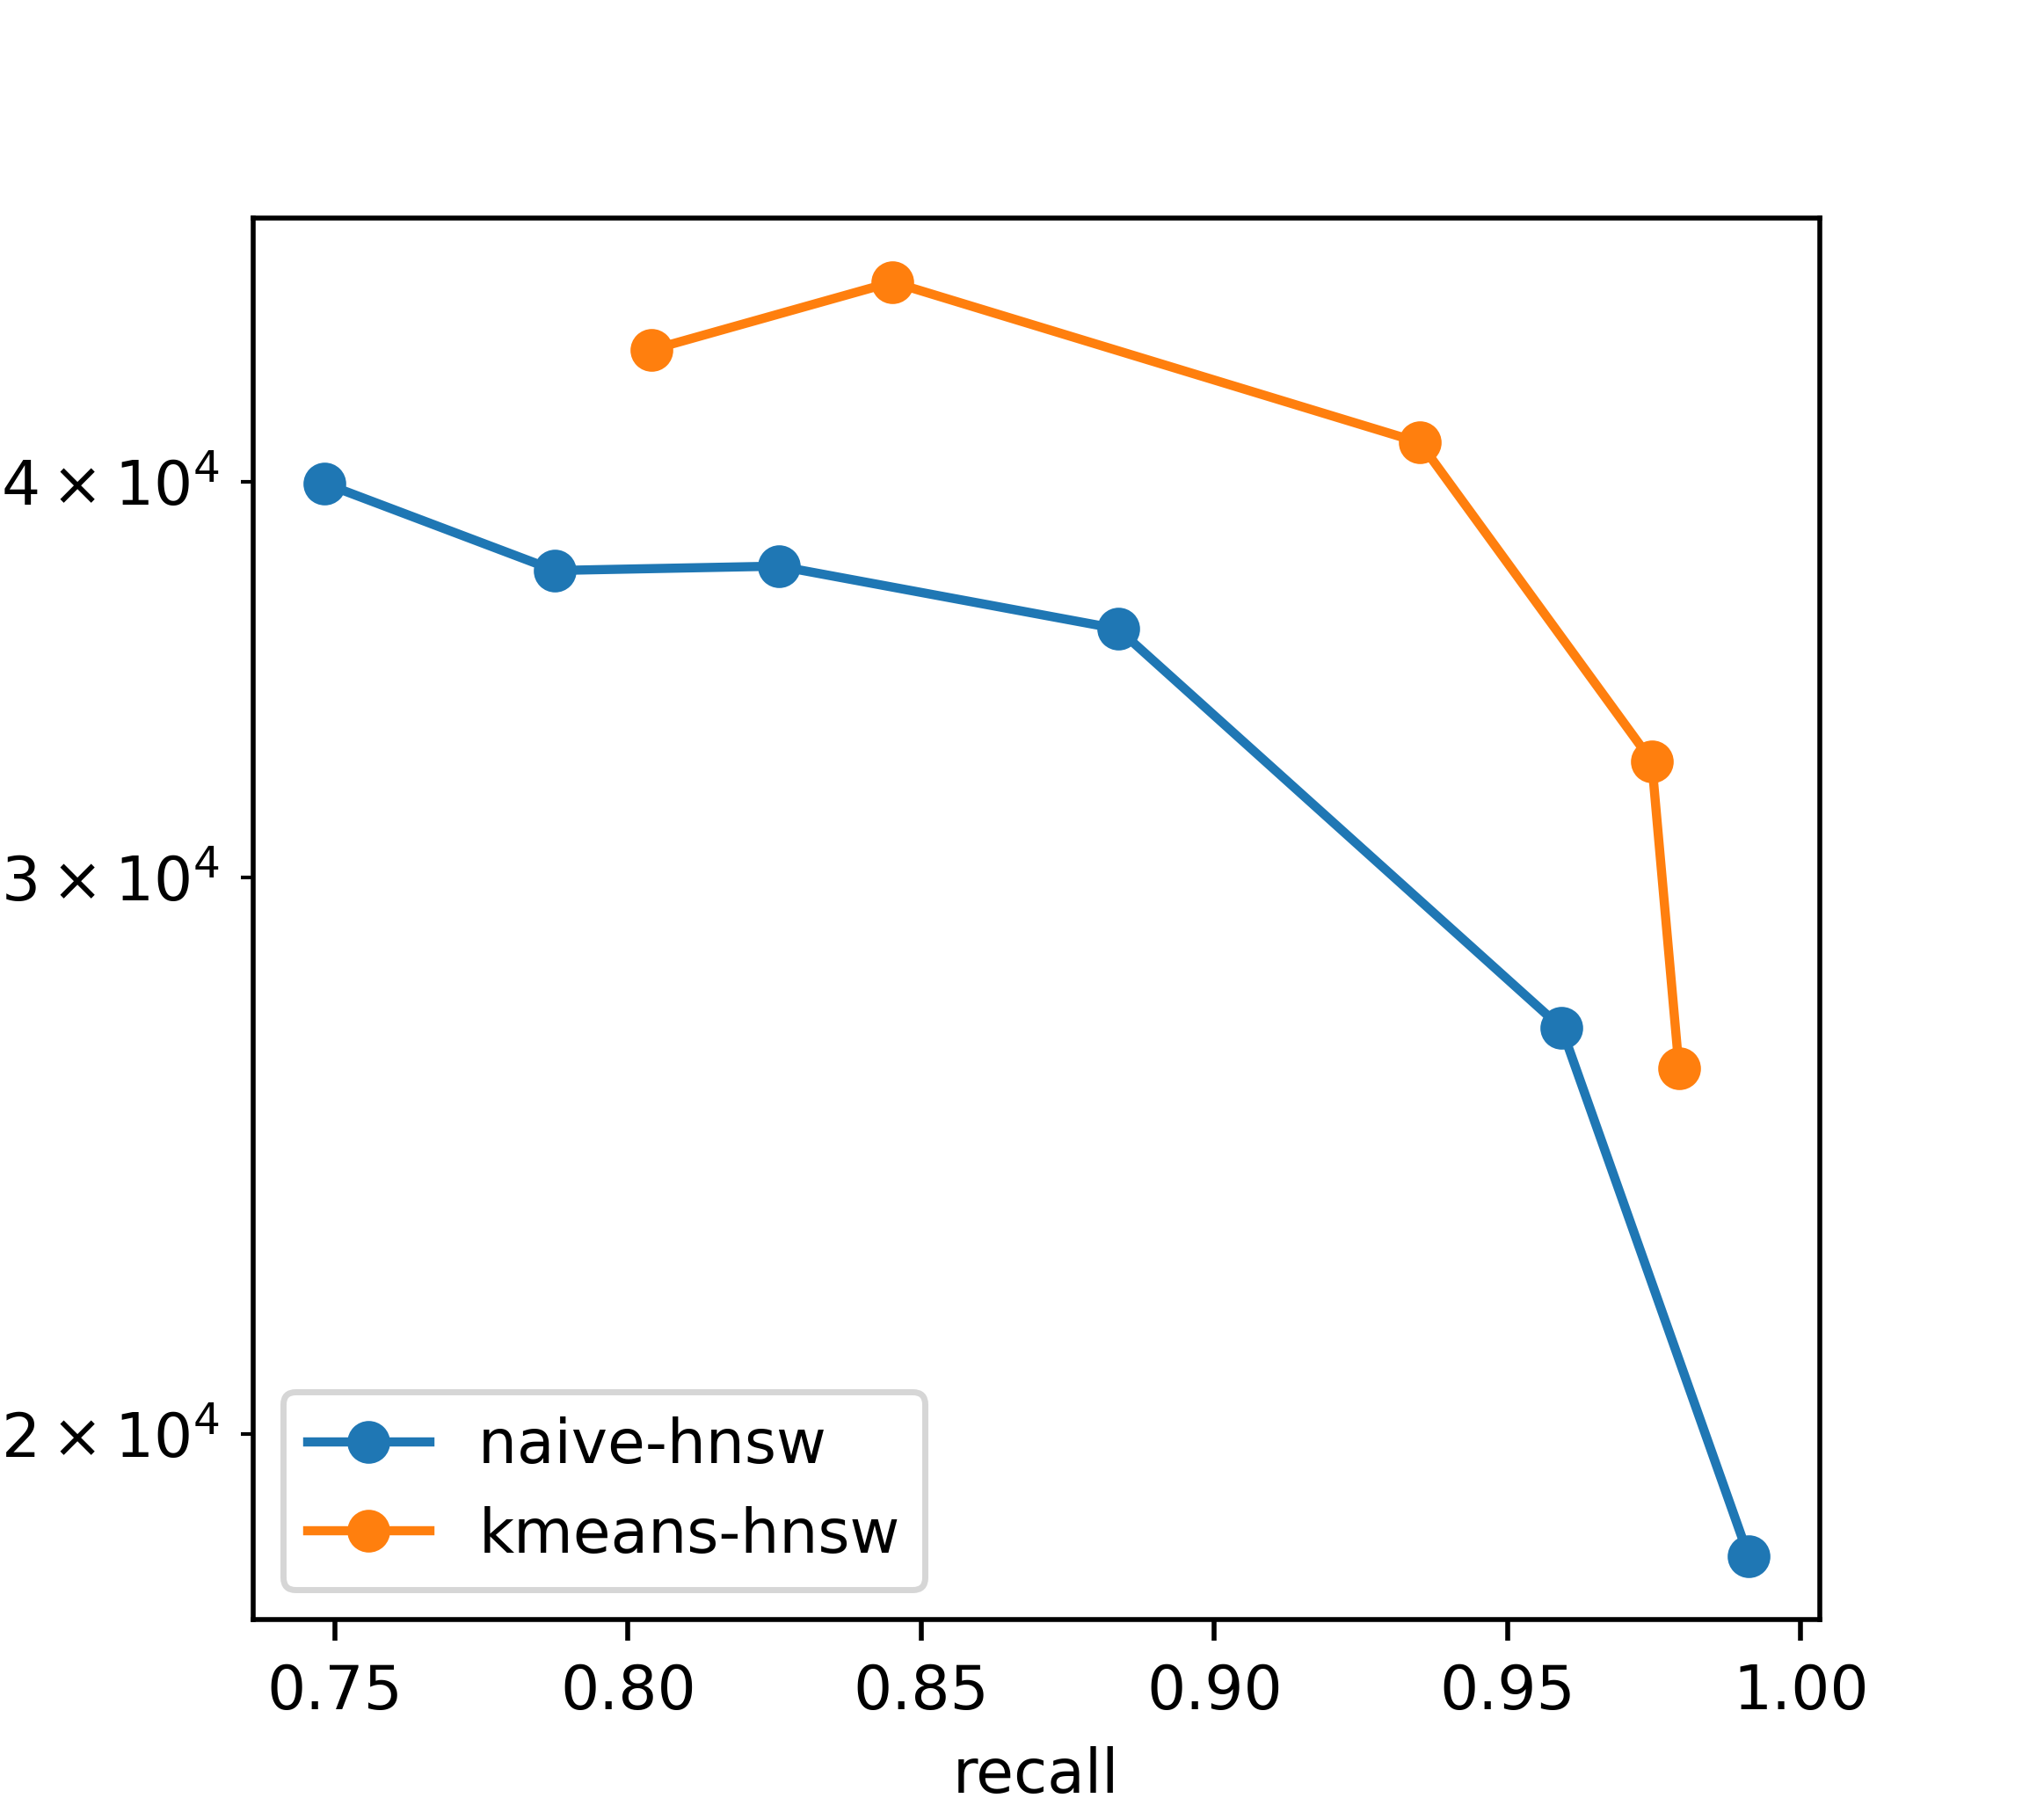 4 × 10⁴
3 × 10⁴
2 × 10⁴
naive-hnsw
kmeans-hnsw
0.75 0.80 0.85 0.90 0.95 1.00
recall